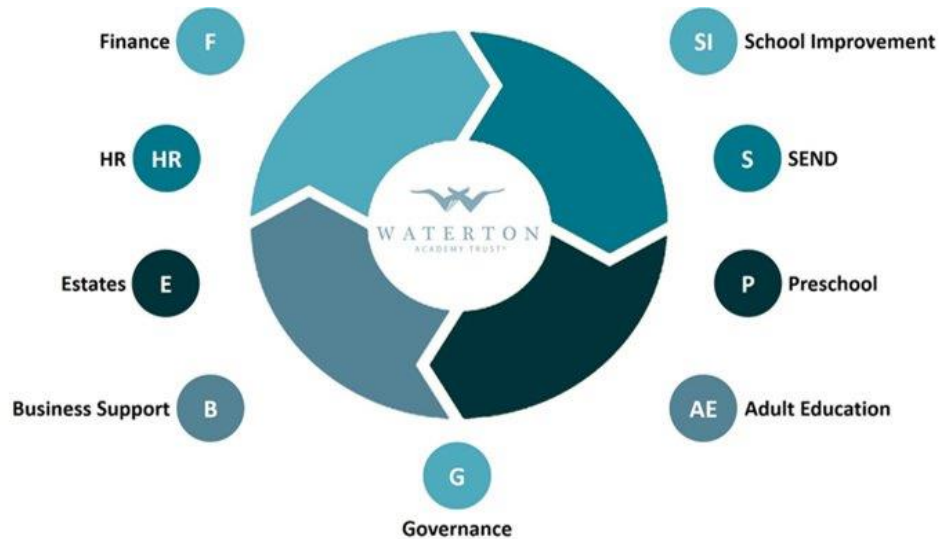 Finance F
SI School Improvement
HR HR
S SEND
WATERTON
ACADEMY TRUST
Estates E
P Preschool
Business Support B
AE Adult Education
G
Governance